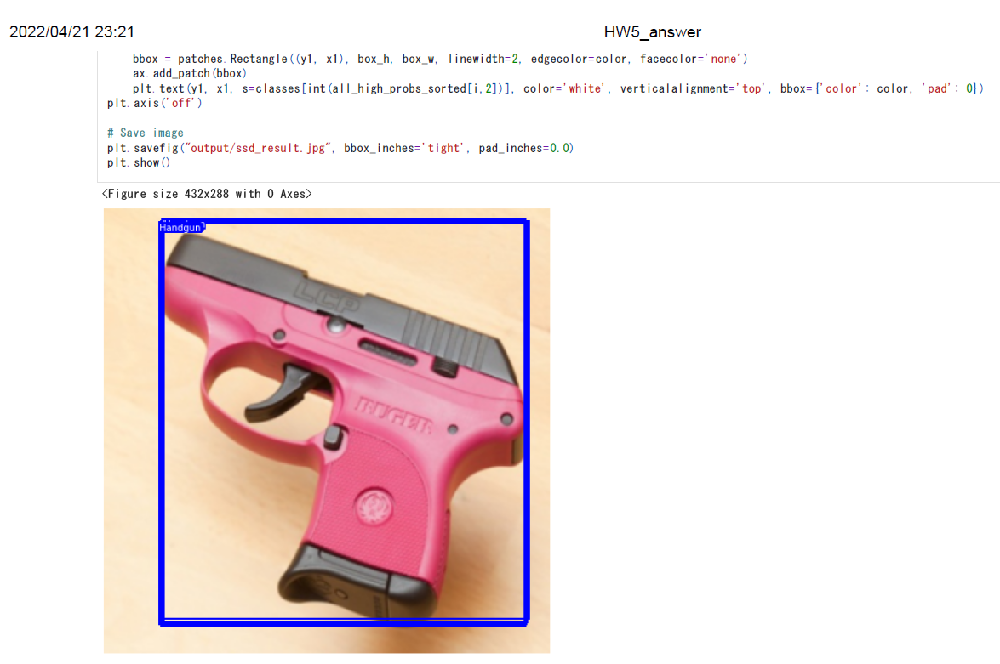 2022/04/21 23:21
HW5_answer
bbox = patches.Rectangle((y1, x1), box_h, box_w, linewidth=2, edgecolor=color, facecolor='none')
ax.add_patch(bbox)
plt.text(y1, x1, s=classes[int(all_high_probs_sorted[i,2])], color='white', verticalalignment='top', bbox={'color': color, 'pad': 0})
plt.axis('off')
# Save image
plt.savefig("output/ssd_result.jpg", bbox_inches='tight', pad_inches=0.0)
plt.show()
<Figure size 432x288 with 0 Axes>
Handgun
LCP
RUGER